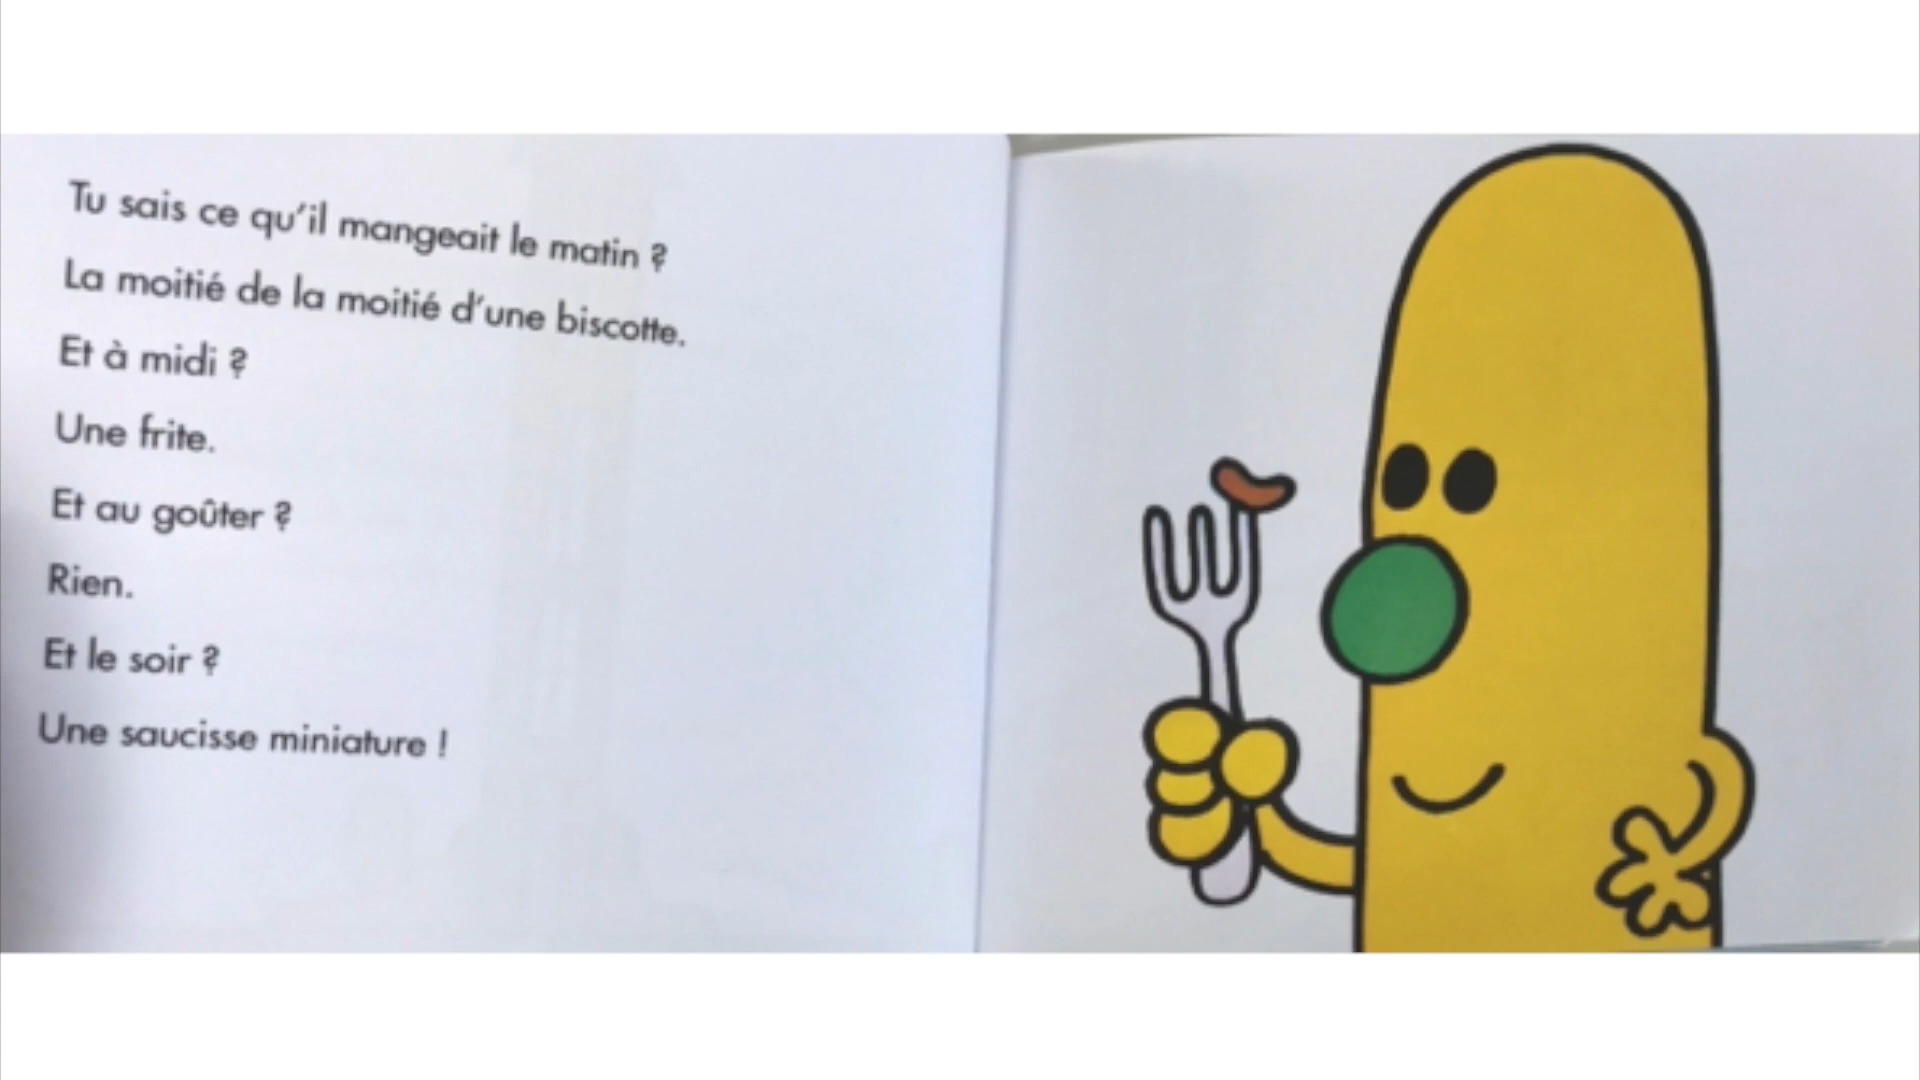 Tu sais ce qu'il mangeait le matin ?
La moitié de la moitié d'une biscotte.
Et à midi ?
Une frite.
Et au goûter ?
Rien.
Et le soir ?
Une saucisse miniature !